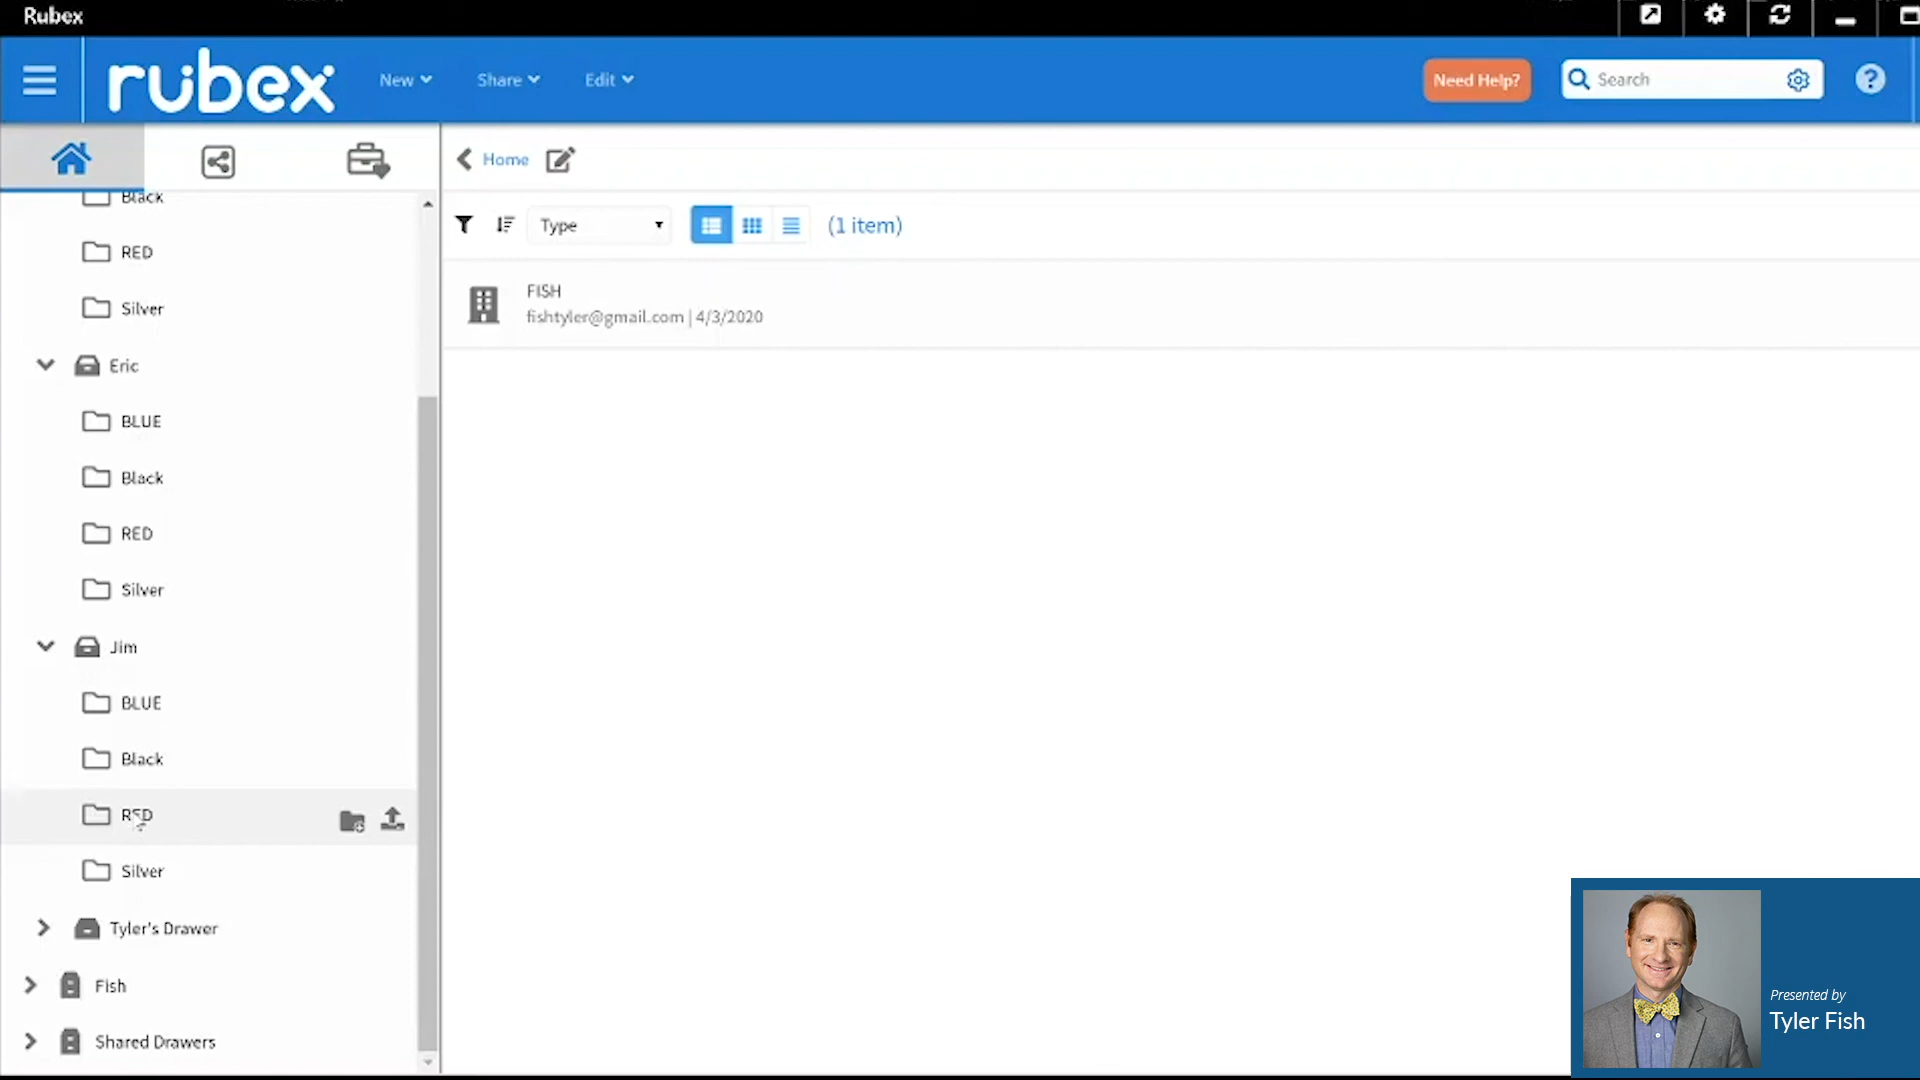 Rubex
rubex
New
Share
Edit
Need Help?
Search
?
Home
Type
(1 item)
FISH
fishtyler@gmail.com | 4/3/2020
Black
RED
Silver
Eric
BLUE
Black
RED
Silver
Jim
BLUE
Black
RED
Silver
Tyler's Drawer
Fish
Shared Drawers
Presented by
Tyler Fish